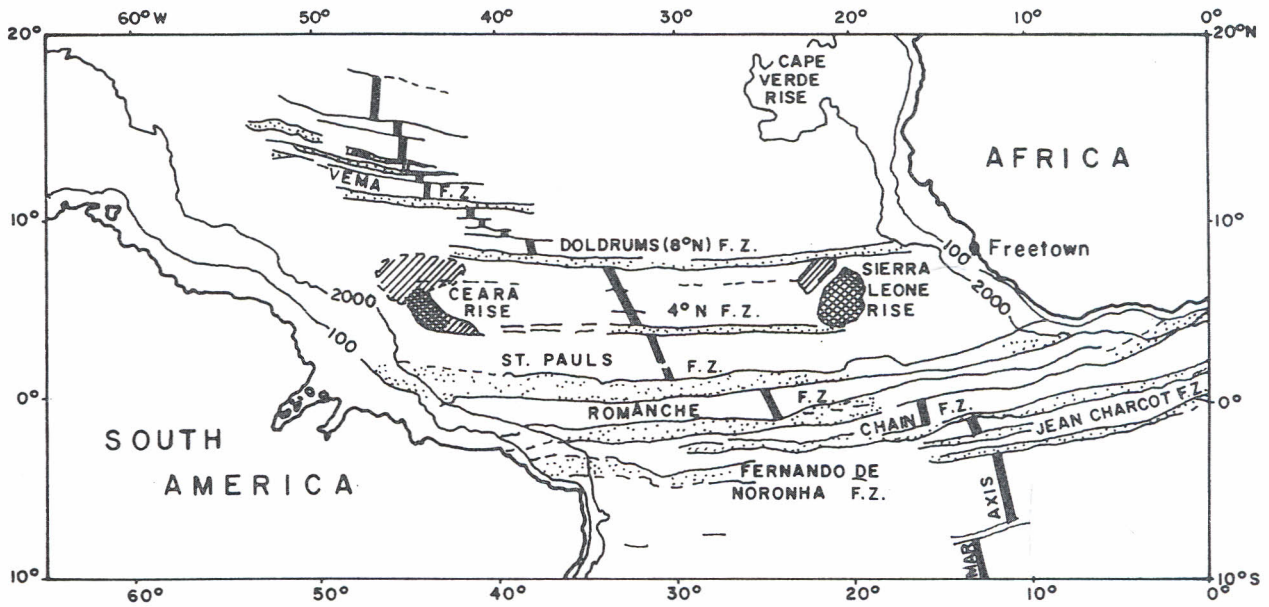 60°W 50° 40° 30° 20° 10° 0°
20° 20°N
CAPE
VERDE
RISE
AFRICA
VEMA F.Z.
10° 10°
DOLDRUMS(8°N) F.Z.
100
Freetown
SIERRA
LEONE
RISE
2000
2000
CEARA
RISE
4°N F.Z.
100
ST. PAULS F.Z.
0° 0°
ROMANCHE F.Z.
CHAIN F.Z.
JEAN CHARCOT F.Z.
SOUTH
AMERICA
FERNANDO DE
NORONHA F.Z.
MAR AXIS
10° 10°S
60° 50° 40° 30° 20° 10° 0°